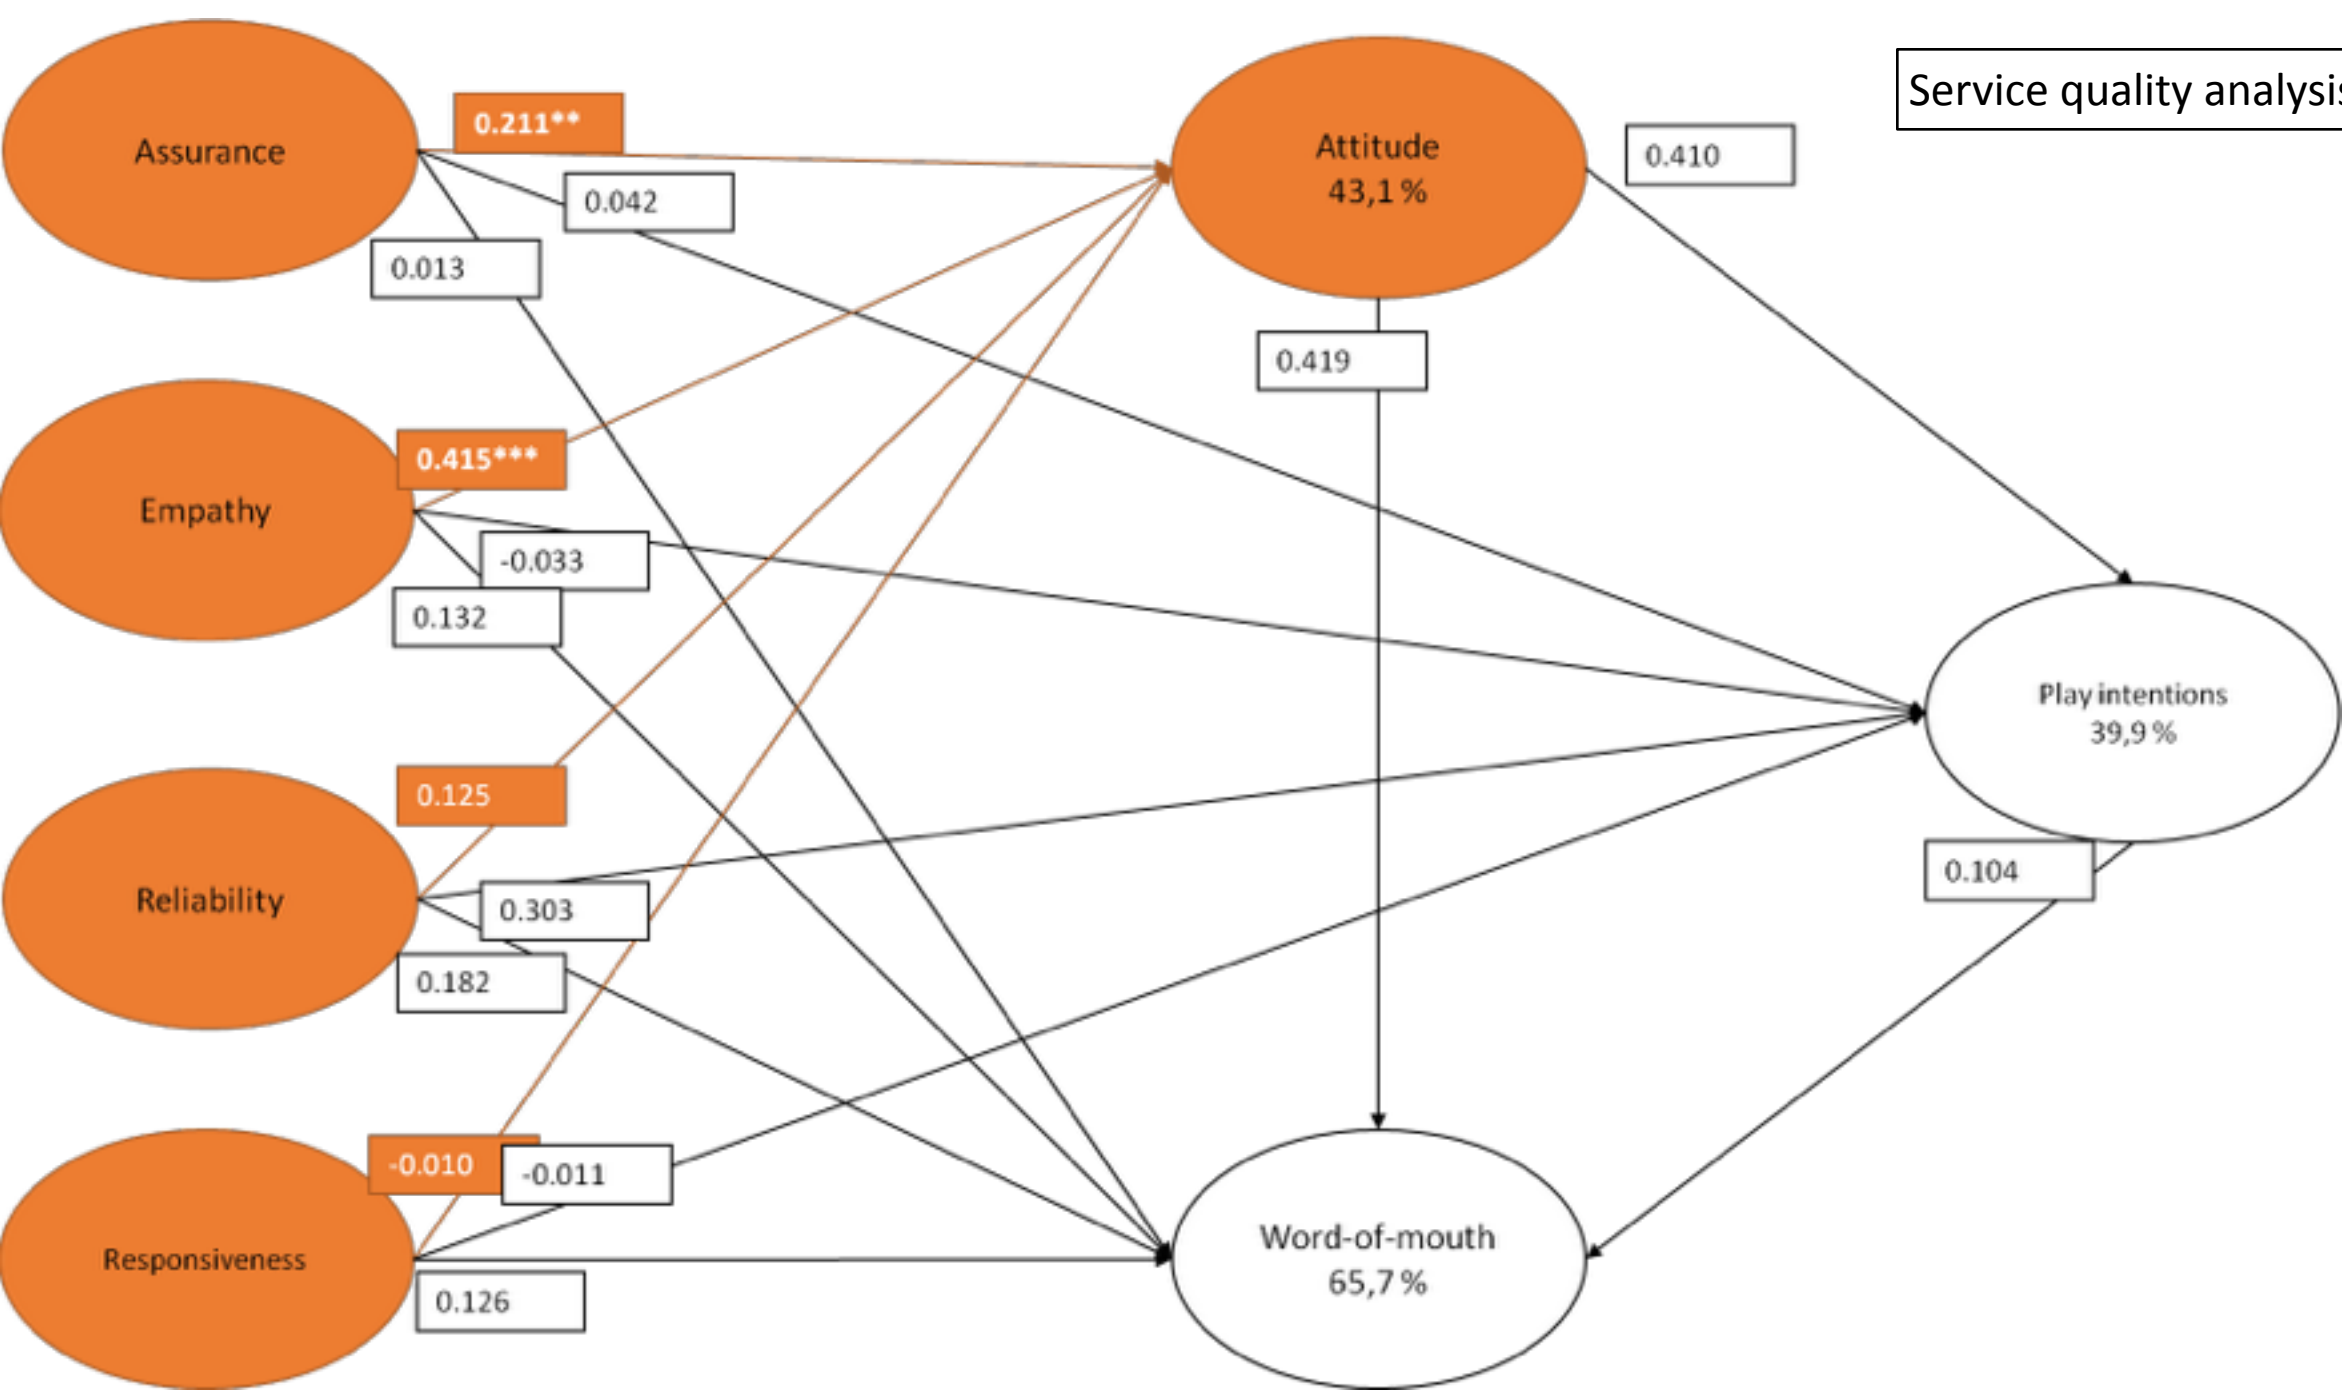 Service quality analysis
Assurance
0.211**
0.042
0.013
Attitude
43,1 %
0.410
0.419
Empathy
0.415***
-0.033
0.132
Play intentions
39,9 %
0.104
Reliability
0.125
0.303
0.182
Responsiveness
-0.010
-0.011
0.126
Word-of-mouth
65,7 %